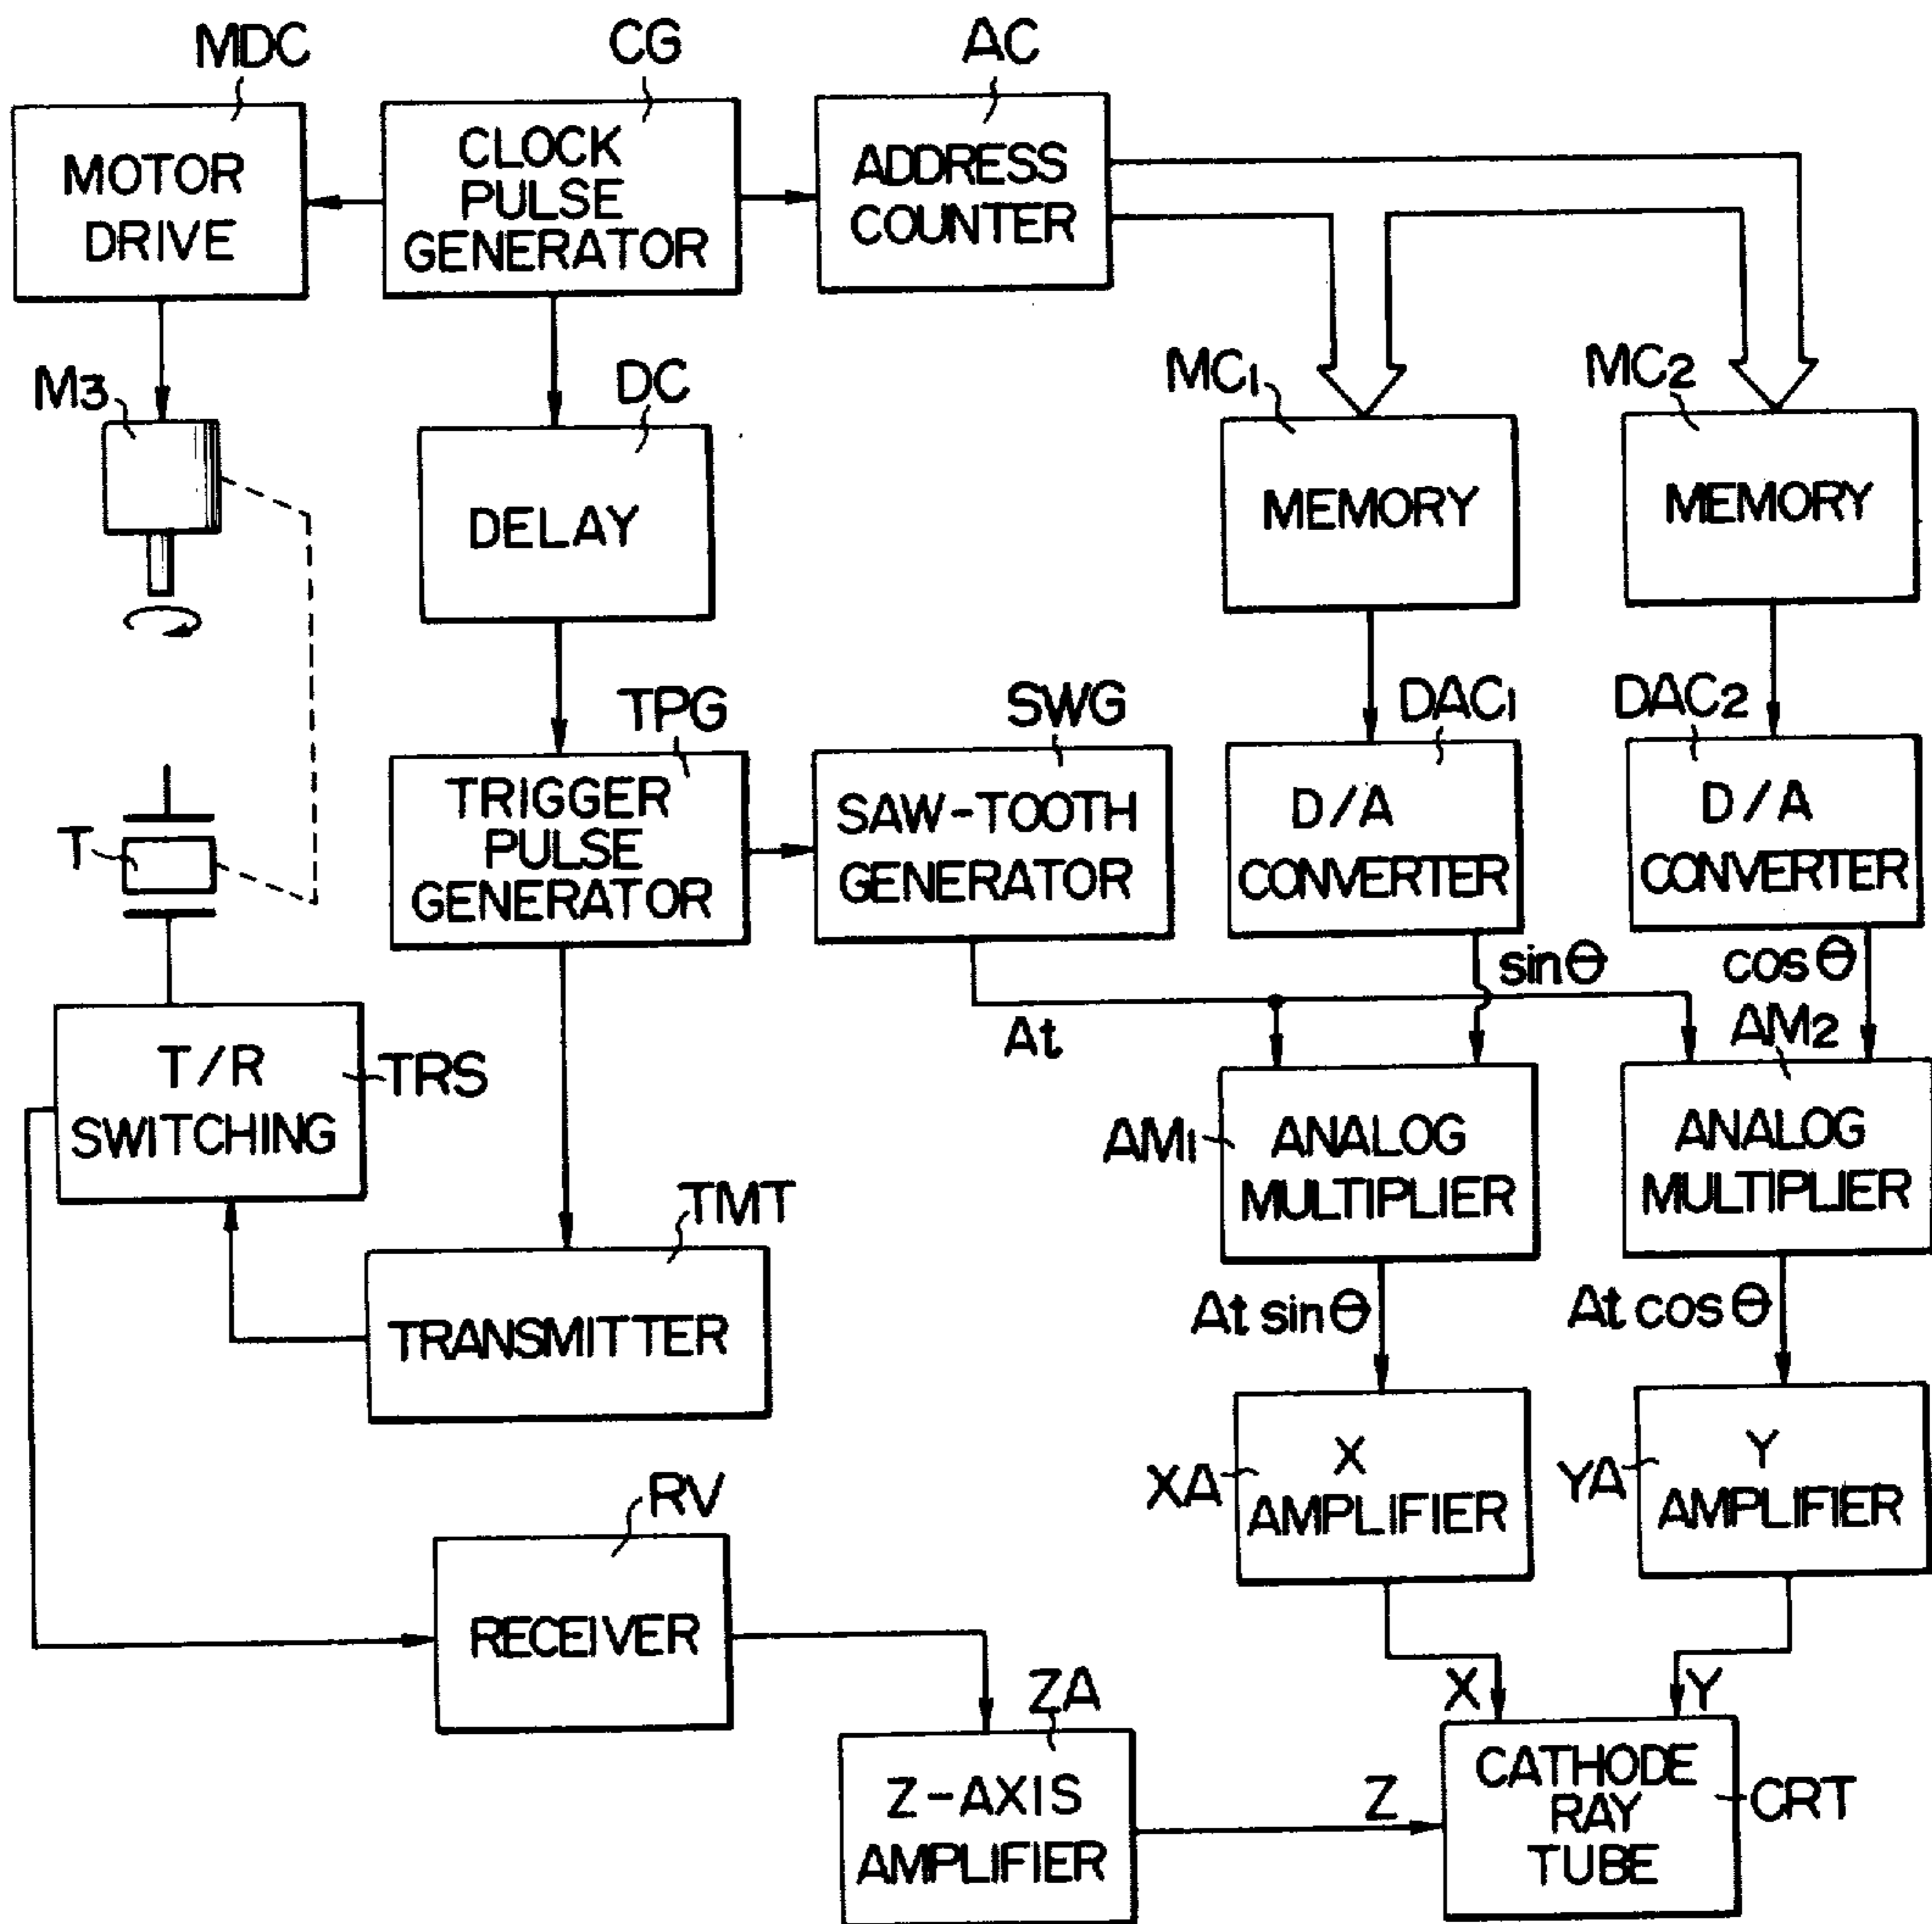 MDC
CG
AC
MOTOR
DRIVE
CLOCK
PULSE
GENERATOR
ADDRESS
COUNTER
M3
DC
MC1
MC2
DELAY
MEMORY
MEMORY
TPG
SWG
DAC1
DAC2
T
TRIGGER
PULSE
GENERATOR
SAW-TOOTH
GENERATOR
D/A
CONVERTER
D/A
CONVERTER
sinθ
cosθ
At
AM2
T/R
SWITCHING
TRS
AM1
ANALOG
MULTIPLIER
ANALOG
MULTIPLIER
TMT
TRANSMITTER
At sinθ
At cosθ
XA
X
AMPLIFIER
YA
Y
AMPLIFIER
RV
RECEIVER
ZA
X
Y
Z-AXIS
AMPLIFIER
Z
CATHODE
RAY
TUBE
CRT